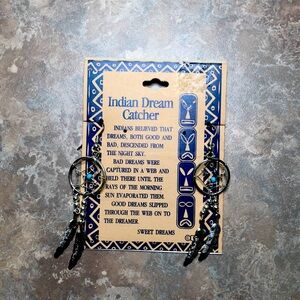 Indian Dream
Catcher
INDIANS BELIEVED THAT
DREAMS, BOTH GOOD AND
BAD, DESCENDED FROM
THE NIGHT SKY.
BAD DREAMS WERE
CAPTURED IN A WEB AND
HELD THERE UNTIL THE
RAYS OF THE MORNING
SUN EVAPORATED THEM.
GOOD DREAMS SLIPPED
THROUGH THE WEB ON TO
THE DREAMER.
SWEET DREAMS